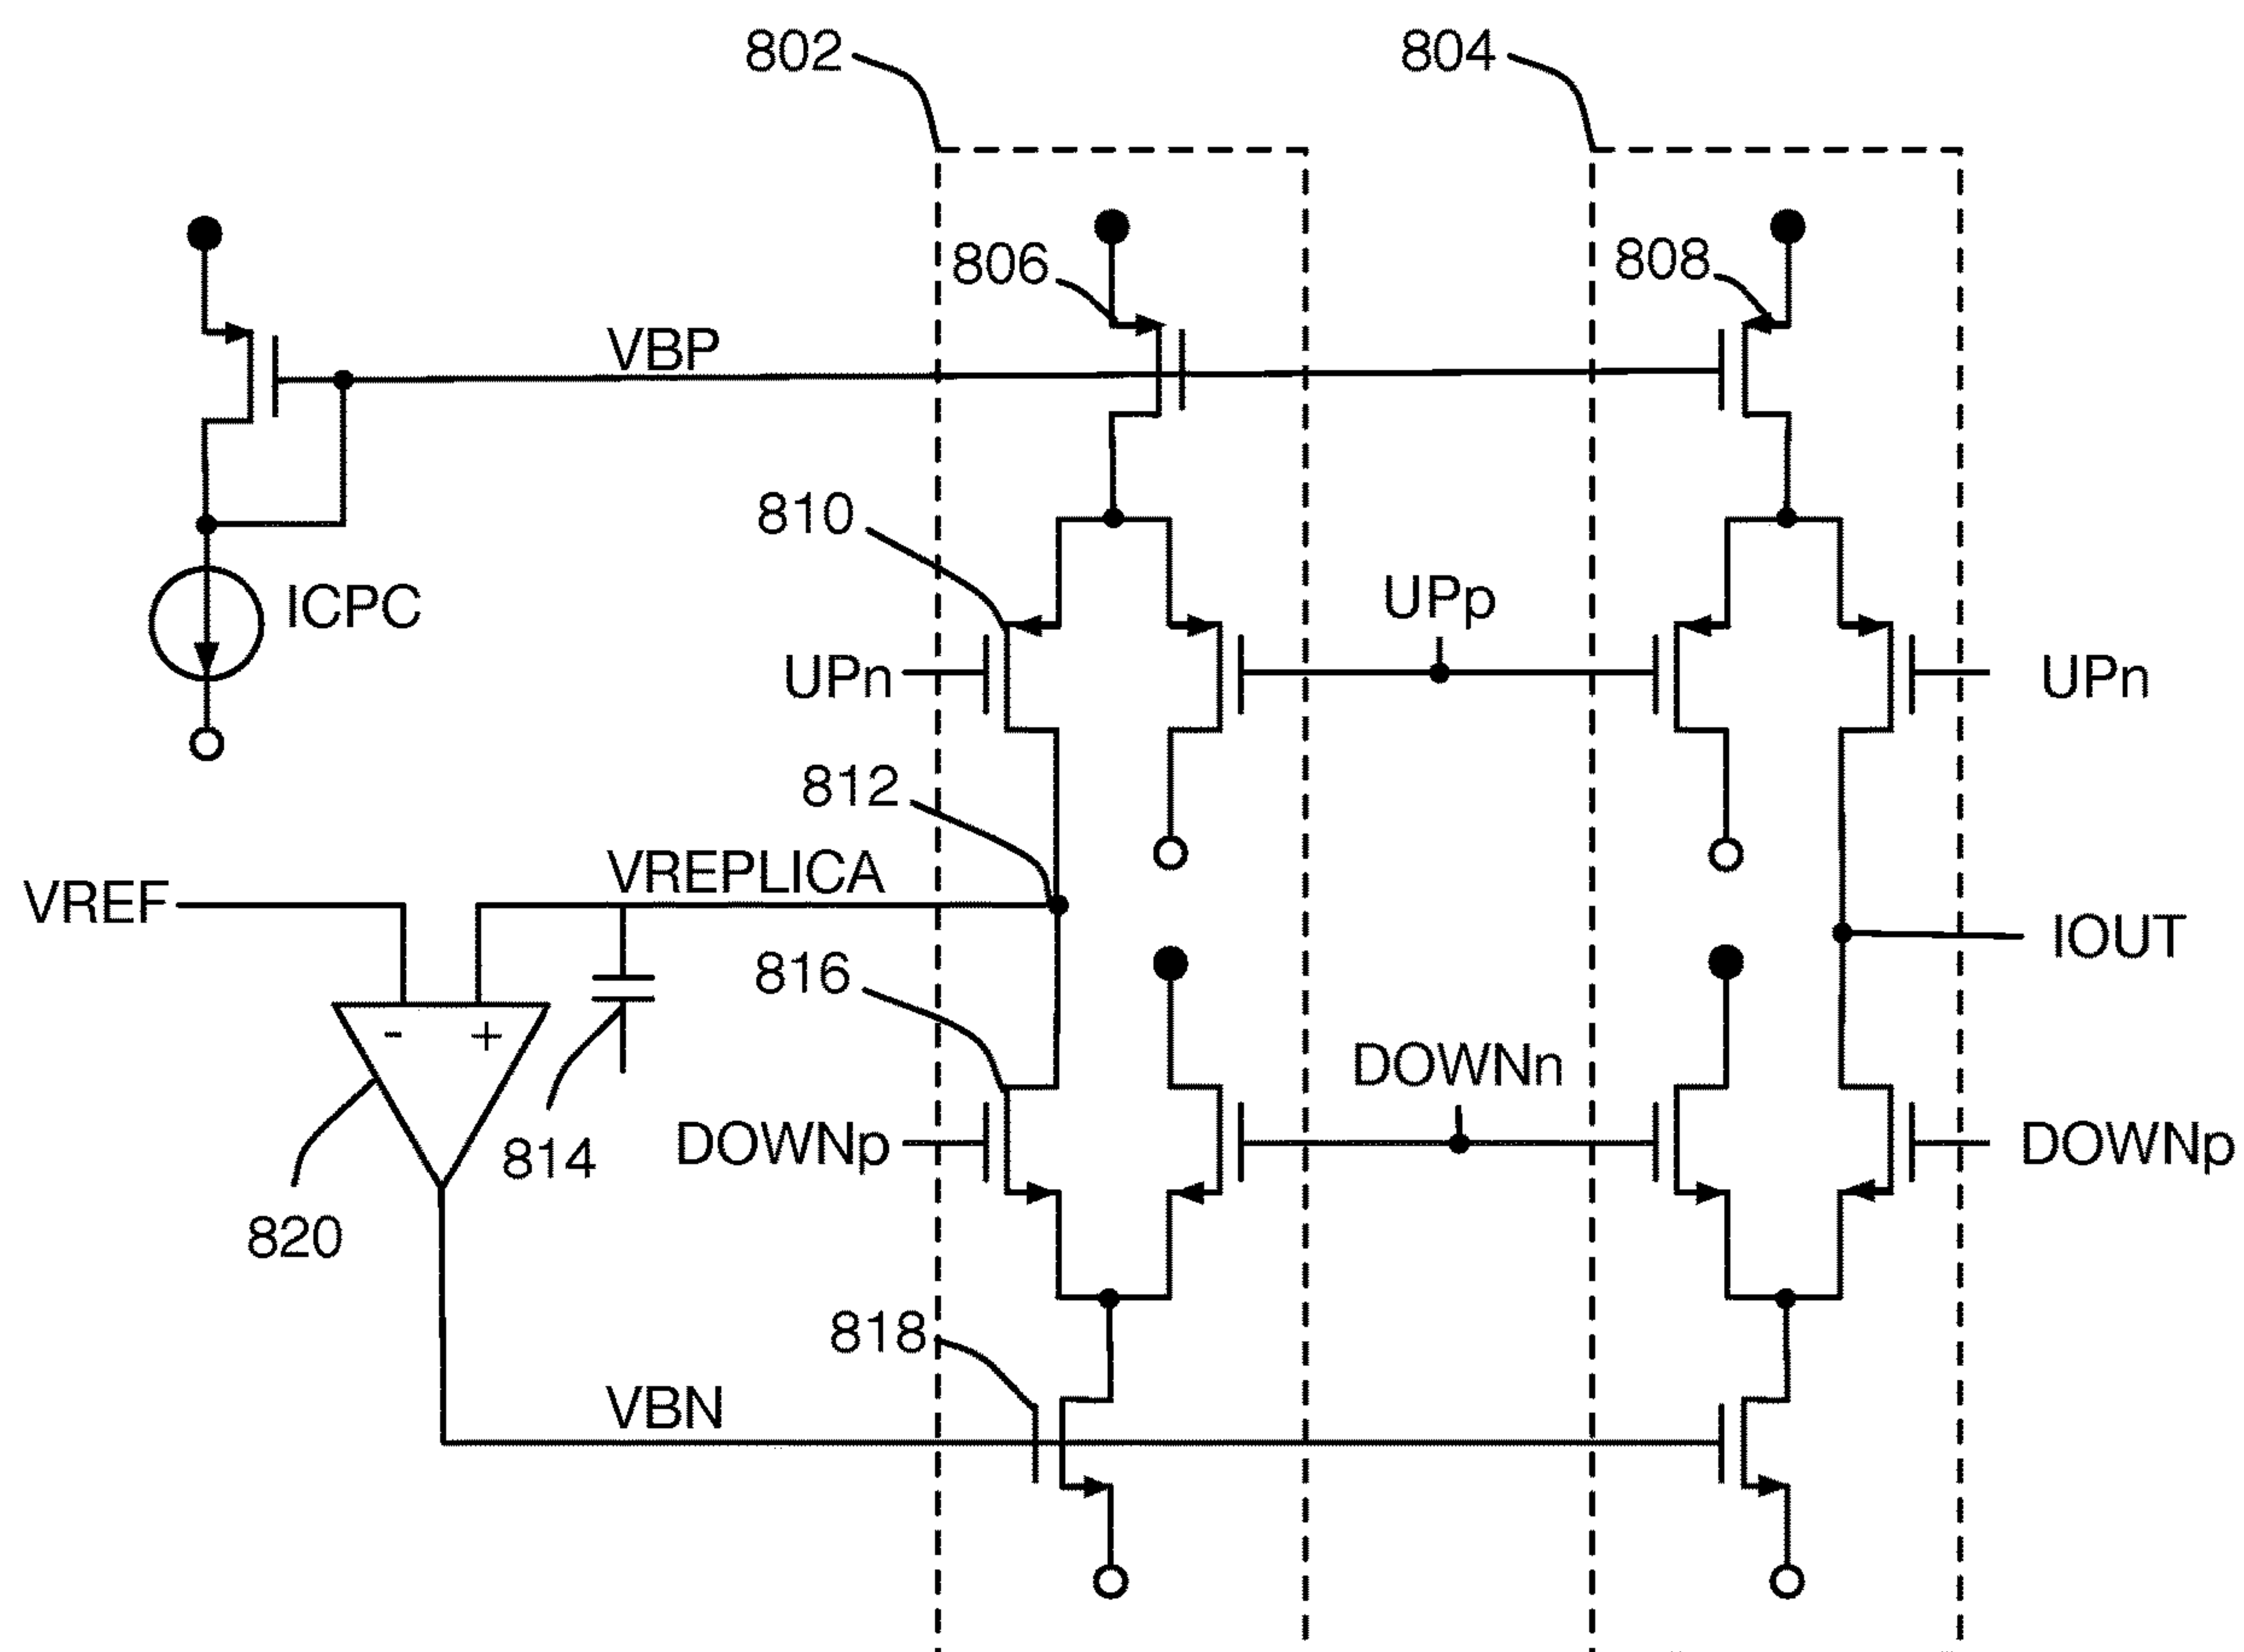 802
804
806
808
VBP
810
ICPC
UPp
UPn
UPn
812
VREPLICA
VREF
IOUT
816
- +
DOWNn
814
DOWNp
DOWNp
820
818
VBN